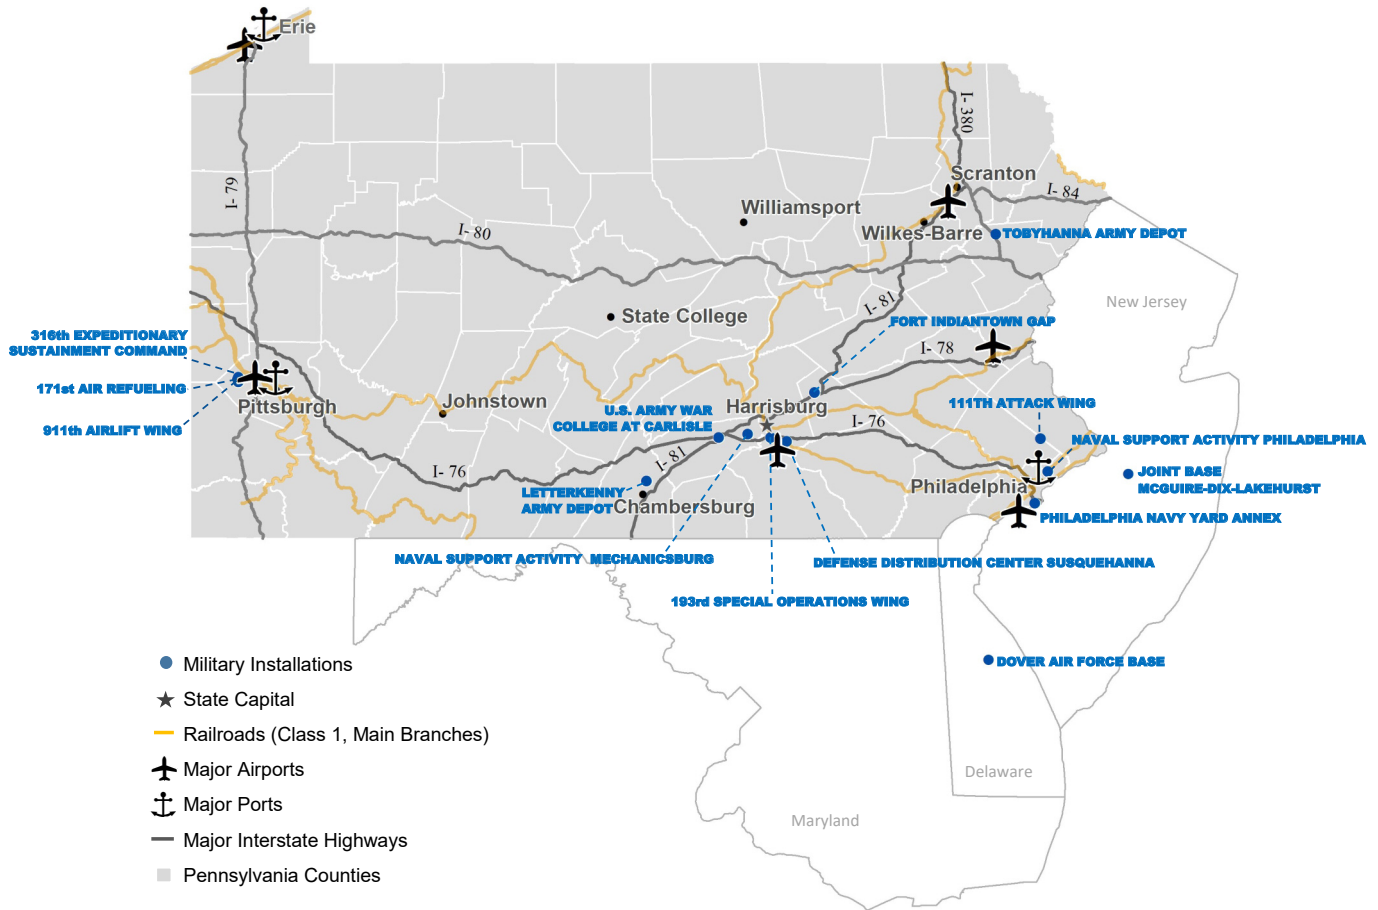 Erie
I- 380
Scranton
I- 84
I- 79
Williamsport
Wilkes-Barre
TOBYHANNA ARMY DEPOT
I- 80
New Jersey
I- 81
State College
FORT INDIANTOWN GAP
316th EXPEDITIONARY
SUSTAINMENT COMMAND
I- 78
171st AIR REFUELING
Pittsburgh
Johnstown
U.S. ARMY WAR
COLLEGE AT CARLISLE
Harrisburg
111TH ATTACK WING
911th AIRLIFT WING
I- 76
NAVAL SUPPORT ACTIVITY PHILADELPHIA
I- 76
I- 81
JOINT BASE
MCGUIRE-DIX-LAKEHURST
LETTERKENNY
ARMY DEPOT
Chambersburg
Philadelphia
PHILADELPHIA NAVY YARD ANNEX
NAVAL SUPPORT ACTIVITY MECHANICSBURG
DEFENSE DISTRIBUTION CENTER SUSQUEHANNA
193rd SPECIAL OPERATIONS WING
DOVER AIR FORCE BASE
Delaware
Maryland
Military Installations
State Capital
Railroads (Class 1, Main Branches)
Major Airports
Major Ports
Major Interstate Highways
Pennsylvania Counties